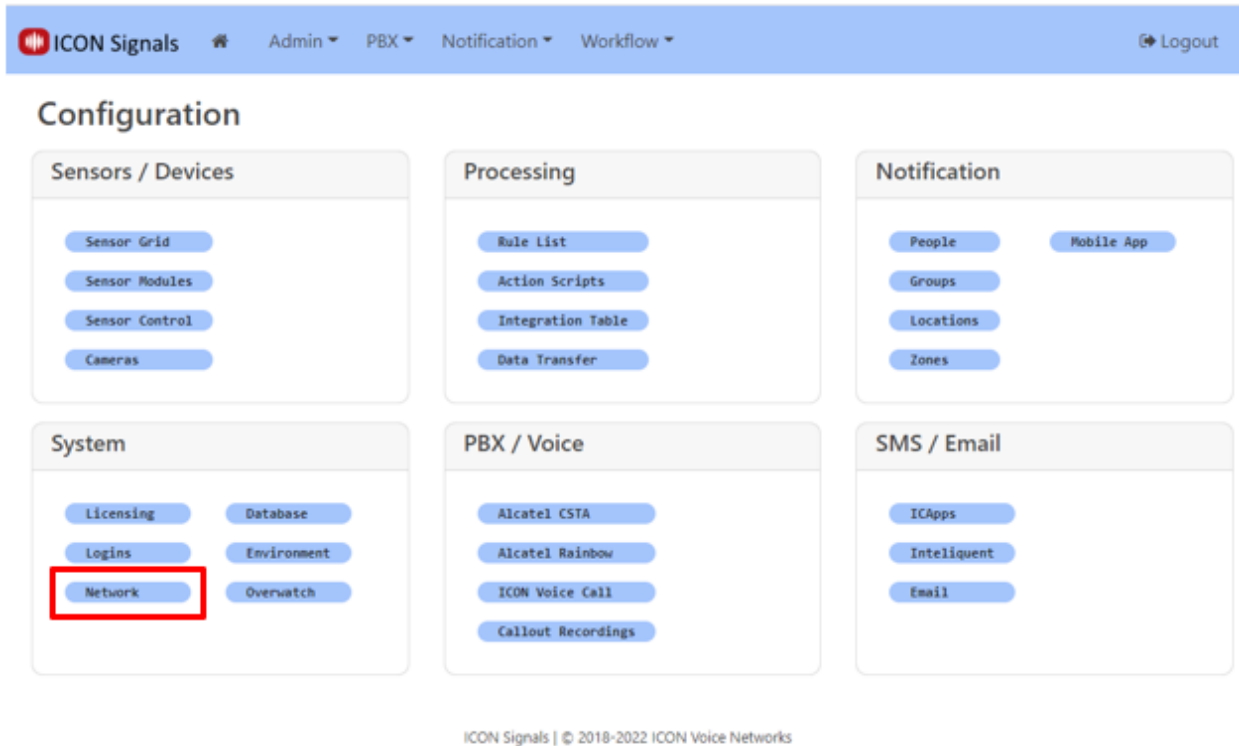 ICON Signals Admin PBX Notification Workflow Logout
Configuration
Sensors / Devices
Sensor Grid
Sensor Modules
Sensor Control
Cameras
Processing
Rule List
Action Scripts
Integration Table
Data Transfer
Notification
People Mobile App
Groups
Locations
Zones
System
Licensing Database
Logins Environment
Network Overwatch
PBX / Voice
Alcatel CSTA
Alcatel Rainbow
ICON Voice Call
Callout Recordings
SMS / Email
ICApps
Inteliquent
Email
ICON Signals | © 2018-2022 ICON Voice Networks